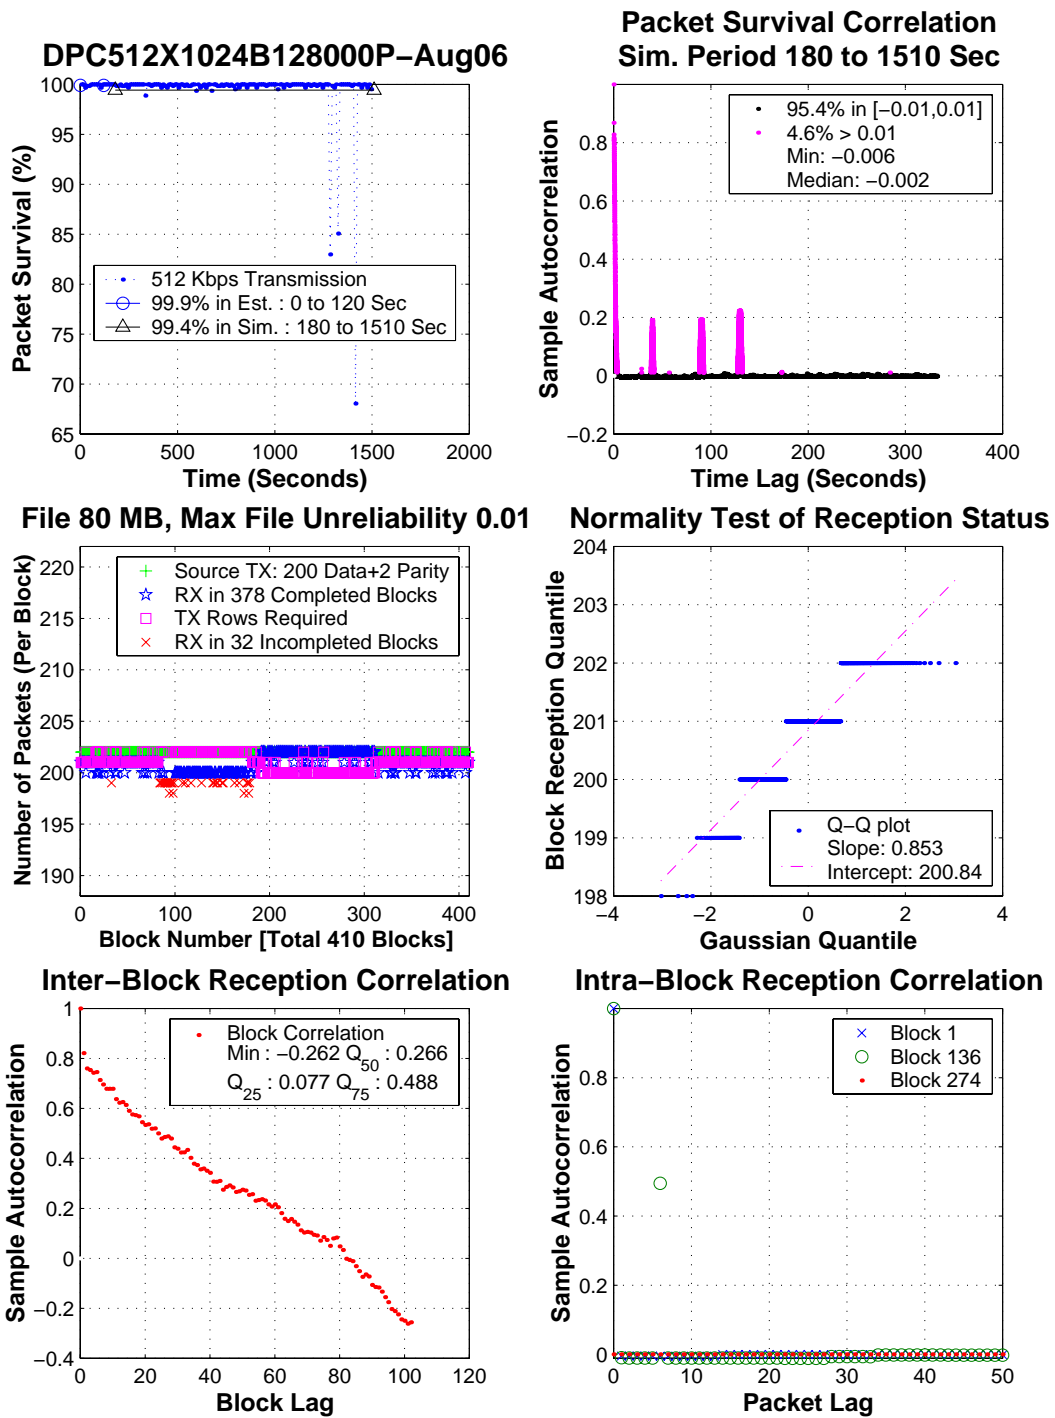 DPC512X1024B128000P−Aug06
100
95
90
85
80
75
70
65
0
500
1000
1500
2000
Packet Survival (%)
Time (Seconds)
512 Kbps Transmission
99.9% in Est. : 0 to 120 Sec
99.4% in Sim. : 180 to 1510 Sec
Packet Survival Correlation
Sim. Period 180 to 1510 Sec
0.8
0.6
0.4
0.2
0
−0.2
0
100
200
300
400
Sample Autocorrelation
Time Lag (Seconds)
95.4% in [−0.01,0.01]
4.6% > 0.01
Min: −0.006
Median: −0.002
File 80 MB, Max File Unreliability 0.01
220
215
210
205
200
195
190
0
100
200
300
400
Number of Packets (Per Block)
Block Number [Total 410 Blocks]
Source TX: 200 Data+2 Parity
RX in 378 Completed Blocks
TX Rows Required
RX in 32 Incompleted Blocks
Normality Test of Reception Status
204
203
202
201
200
199
198
−4
−2
0
2
4
Block Reception Quantile
Gaussian Quantile
Q−Q plot
Slope: 0.853
Intercept: 200.84
Inter−Block Reception Correlation
1
0.8
0.6
0.4
0.2
0
−0.2
−0.4
0
20
40
60
80
100
120
Sample Autocorrelation
Block Lag
Block Correlation
Min : −0.262 Q50 : 0.266
Q25 : 0.077 Q75 : 0.488
Intra−Block Reception Correlation
0.8
0.6
0.4
0.2
0
0
10
20
30
40
50
Sample Autocorrelation
Packet Lag
Block 1
Block 136
Block 274